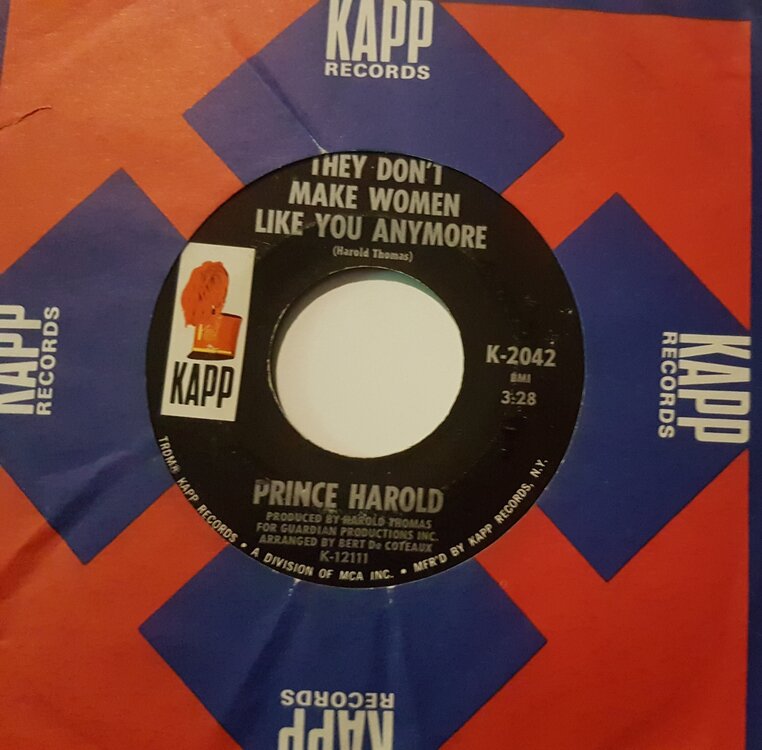 KAPP
RECORDS
THEY DON'T
MAKE WOMEN
LIKE YOU ANYMORE
(Harold Thomas)
KAPP
K-2042
BMI
3:28
PRINCE HAROLD
PRODUCED BY HAROLD THOMAS
FOR GUARDIAN PRODUCTIONS INC.
ARRANGED BY BERT De COTEAUX
K-12111
TRDM® KAPP RECORDS • A DIVISION OF MCA INC. • MFR'D BY KAPP RECORDS, N.Y.
KAPP
RECORDS
KAPP
RECORDS
KAPP
RECORDS